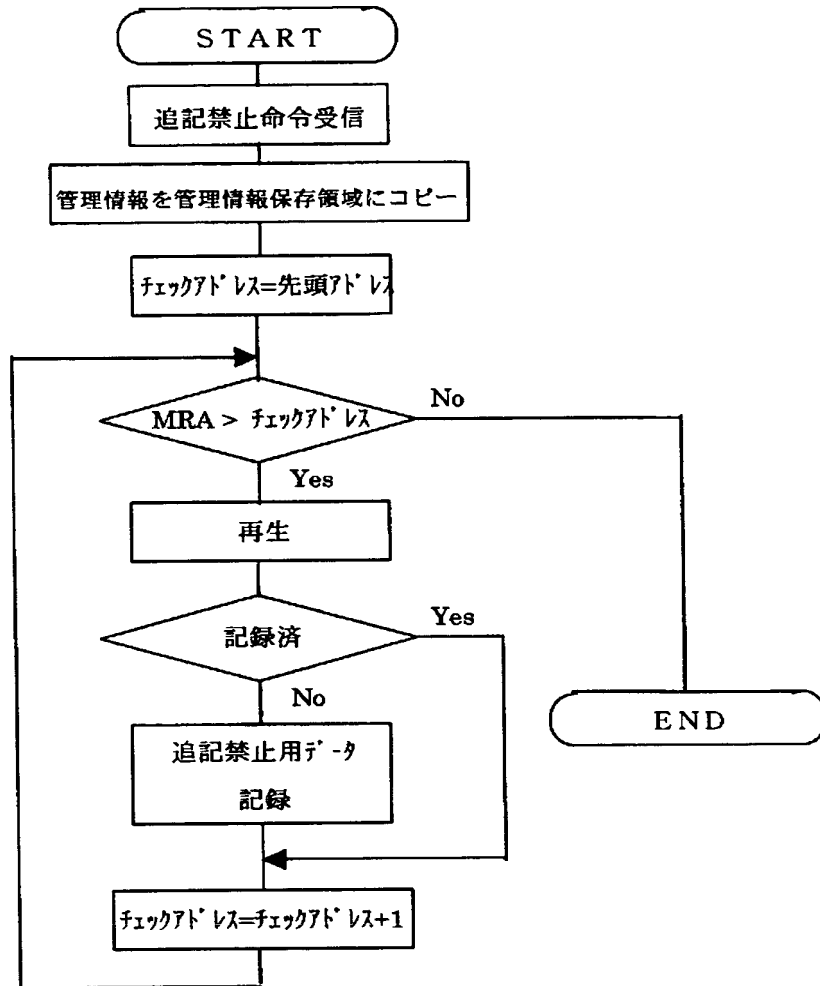 START
追記禁止命令受信
管理情報を管理情報保存領域にコピー
ﾁｪｯｸｱﾄﾞﾚｽ=先頭ｱﾄﾞﾚｽ
MRA > ﾁｪｯｸｱﾄﾞﾚｽ
No
Yes
再生
記録済
Yes
No
END
追記禁止用ﾃﾞｰﾀ
記録
ﾁｪｯｸｱﾄﾞﾚｽ=ﾁｪｯｸｱﾄﾞﾚｽ+1